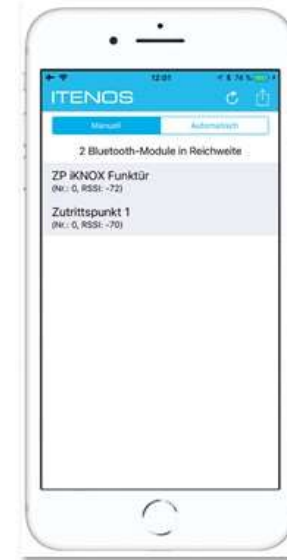 12:01
74 %
ITENOS
Manuell
Automatisch
2 Bluetooth-Module in Reichweite
ZP iKNOX Funktür
(Nr.: 0, RSSI: -72)
Zutrittspunkt 1
(Nr.: 0, RSSI: -70)